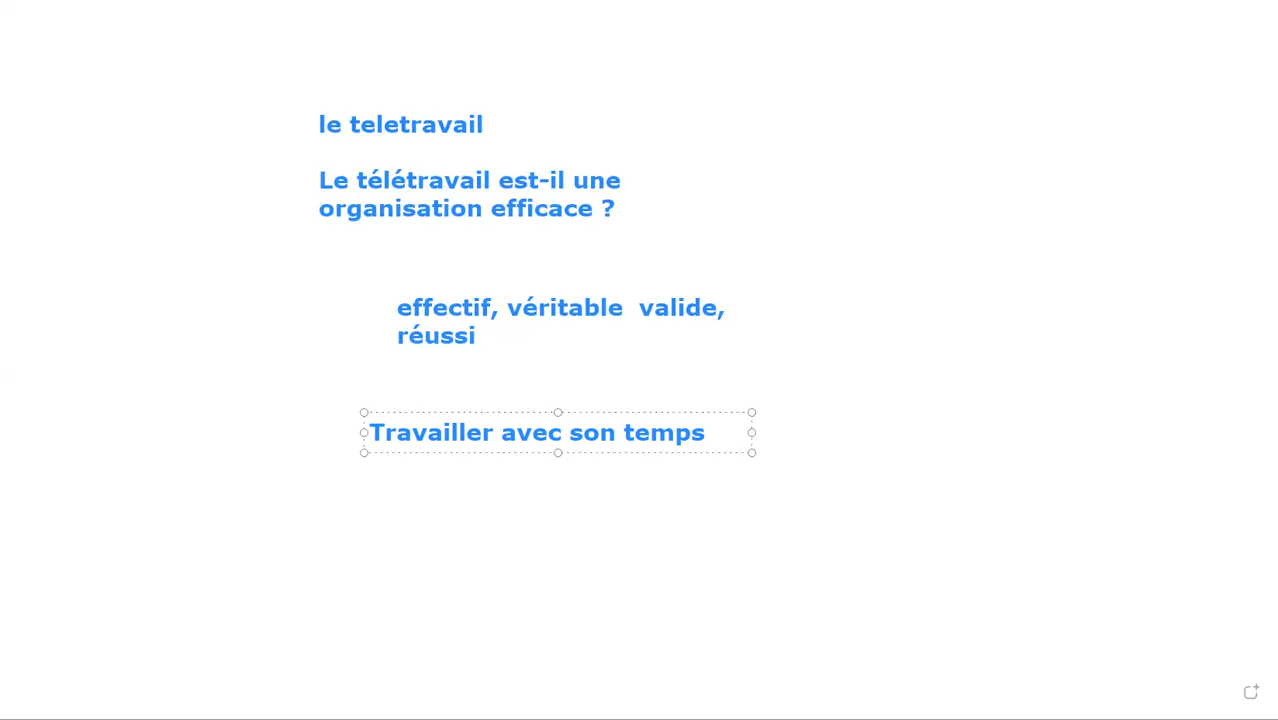 le teletravail
Le télétravail est-il une
organisation efficace ?
effectif, véritable  valide,
réussi
Travailler avec son temps